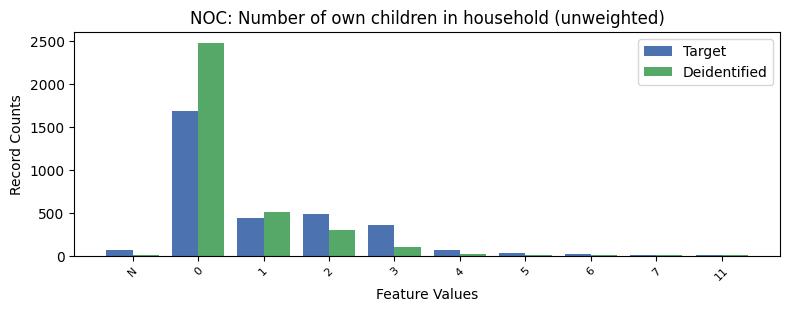 NOC: Number of own children in household (unweighted)
Target
Deidentified
Record Counts
2500
2000
1500
1000
500
0
N 0 1 2 3 4 5 6 7 11
Feature Values